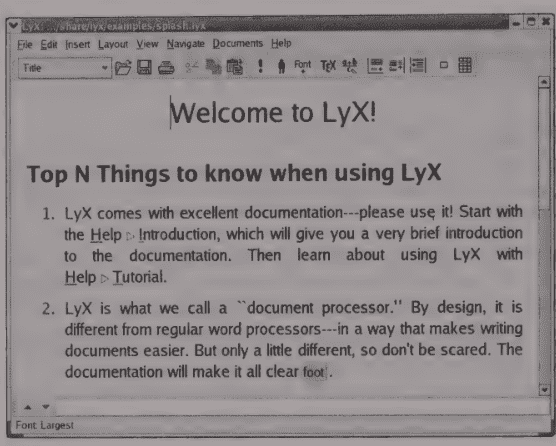 LyX: .../share/lyx/examples/splash.lyx
File Edit Insert Layout View Navigate Documents Help
Title Font TeX
Welcome to LyX!
Top N Things to know when using LyX
1. LyX comes with excellent documentation---please use it! Start with
the Help ▷ Introduction, which will give you a very brief introduction
to the documentation. Then learn about using LyX with
Help ▷ Tutorial.
2. LyX is what we call a ``document processor.'' By design, it is
different from regular word processors---in a way that makes writing
documents easier. But only a little different, so don't be scared. The
documentation will make it all clear foot .
Font: Largest